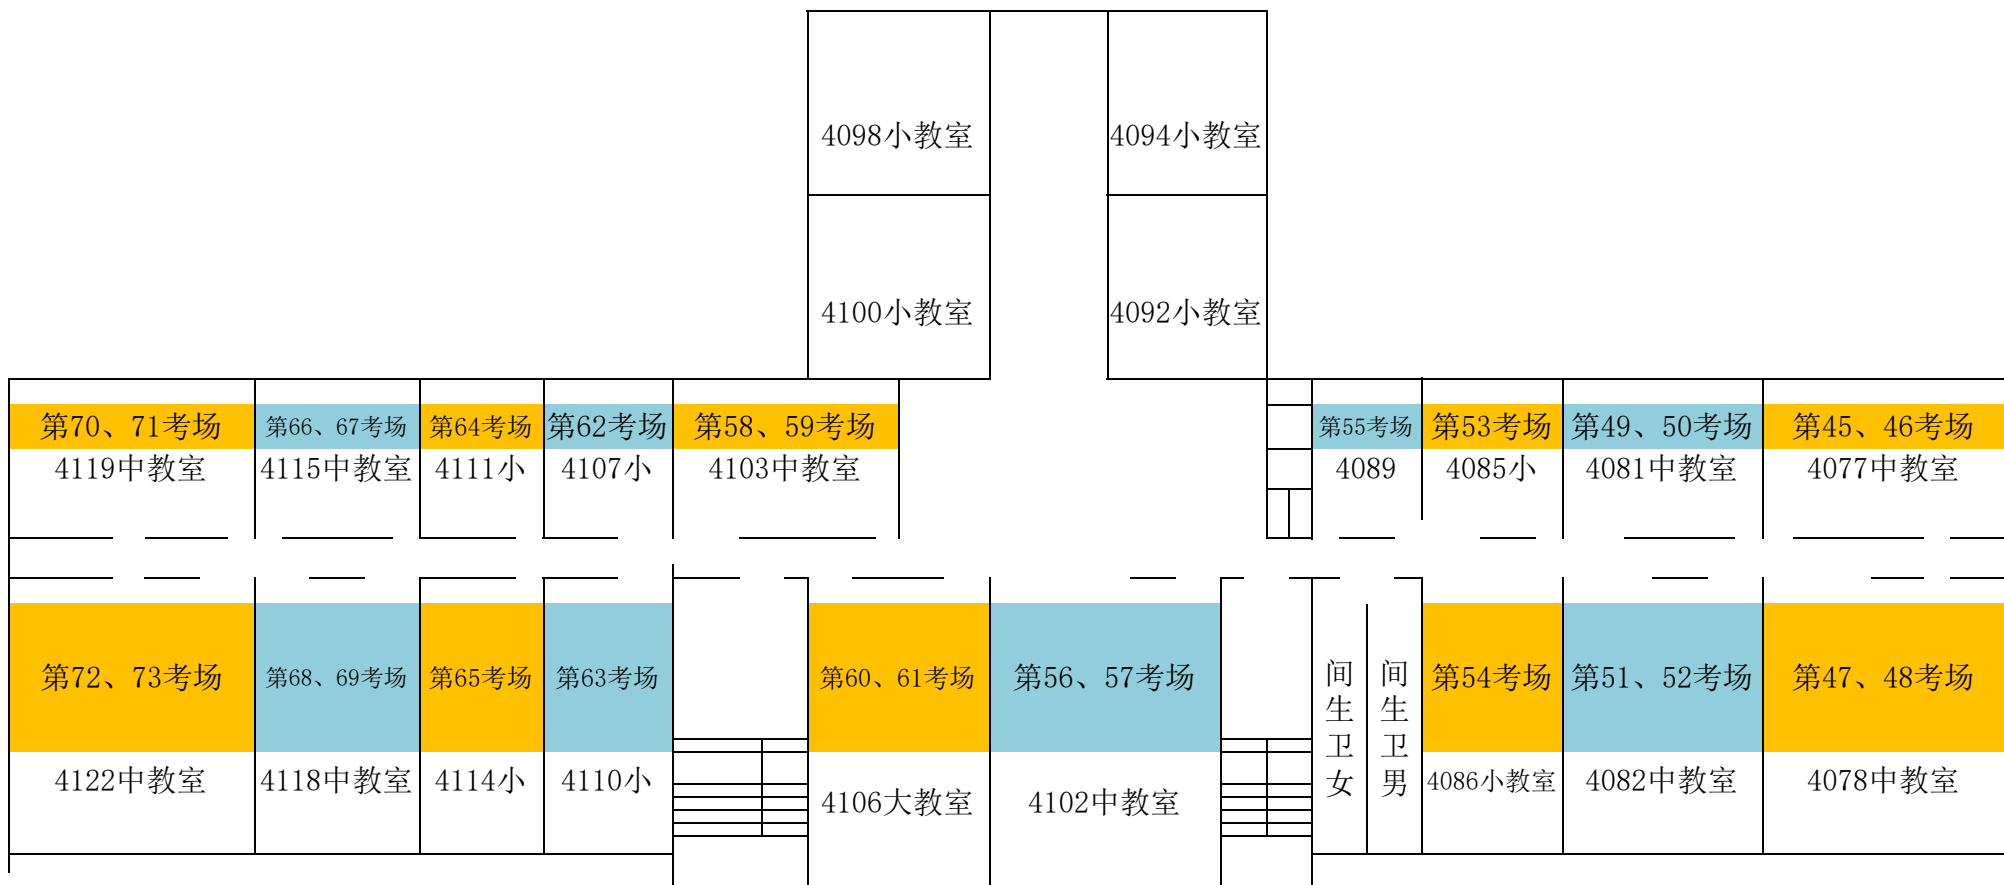 4098小教室
4094小教室
4100小教室
4092小教室
第70、71考场
第66、67考场
第64考场
第62考场
第58、59考场
第55考场
第53考场
第49、50考场
第45、46考场
4119中教室
4115中教室
4111小
4107小
4103中教室
4089
4085小
4081中教室
4077中教室
第72、73考场
第68、69考场
第65考场
第63考场
第60、61考场
第56、57考场
间生卫女
间生卫男
第54考场
第51、52考场
第47、48考场
4122中教室
4118中教室
4114小
4110小
4106大教室
4102中教室
4086小教室
4082中教室
4078中教室